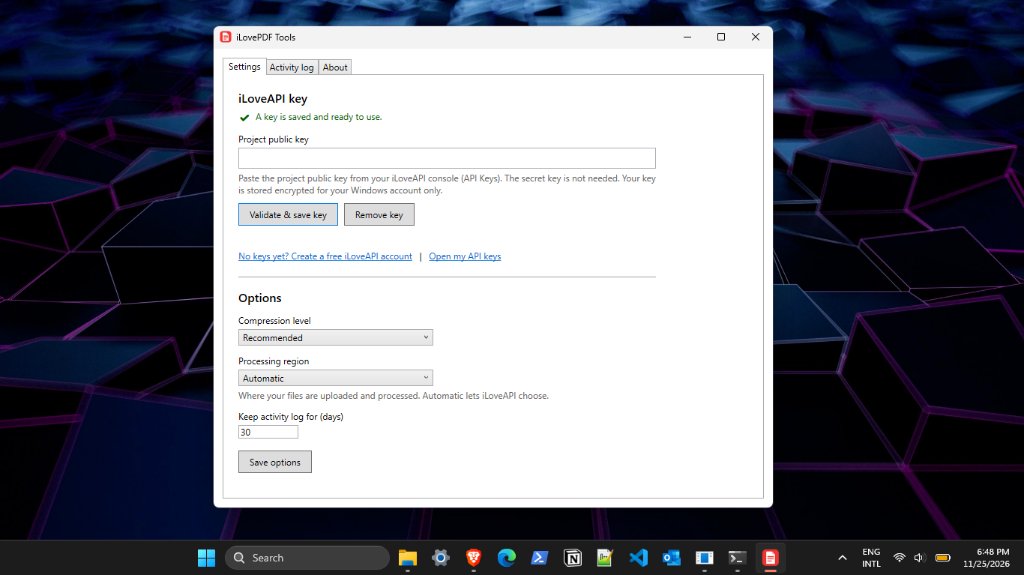 iLovePDF Tools
Settings
Activity log
About
iLoveAPI key
A key is saved and ready to use.
Project public key
Paste the project public key from your iLoveAPI console (API Keys). The secret key is not needed. Your key
is stored encrypted for your Windows account only.
Validate & save key
Remove key
No keys yet? Create a free iLoveAPI account | Open my API keys
Options
Compression level
Recommended
Processing region
Automatic
Where your files are uploaded and processed. Automatic lets iLoveAPI choose.
Keep activity log for (days)
30
Save options
Search
ENG
INTL
6:48 PM
11/25/2026